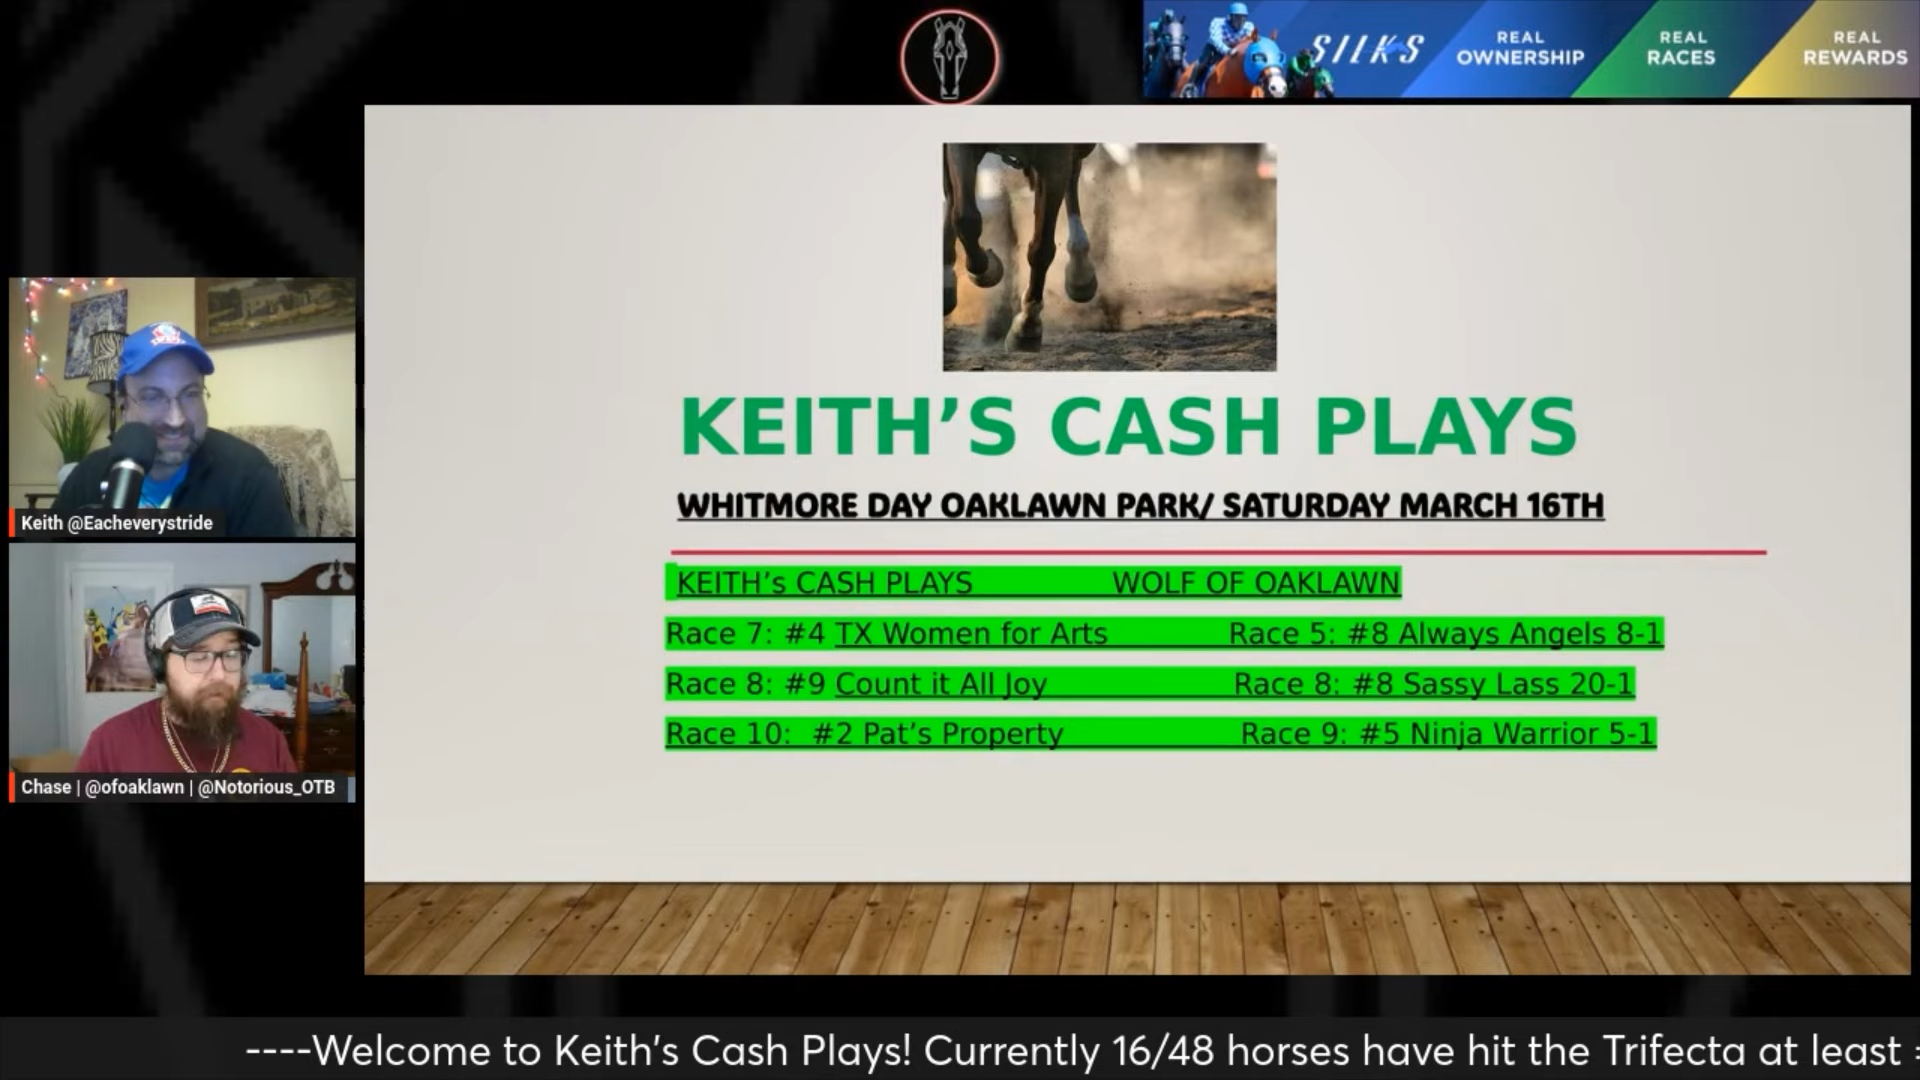 SILKS
REAL OWNERSHIP
REAL RACES
REAL REWARDS
KEITH’S CASH PLAYS
WHITMORE DAY OAKLAWN PARK/ SATURDAY MARCH 16TH
KEITH’s CASH PLAYS WOLF OF OAKLAWN
Race 7: #4 TX Women for Arts Race 5: #8 Always Angels 8-1
Race 8: #9 Count it All Joy Race 8: #8 Sassy Lass 20-1
Race 10: #2 Pat’s Property Race 9: #5 Ninja Warrior 5-1
Keith @Eacheverystride
Chase | @ofoaklawn | @Notorious_OTB
----Welcome to Keith's Cash Plays! Currently 16/48 horses have hit the Trifecta at least